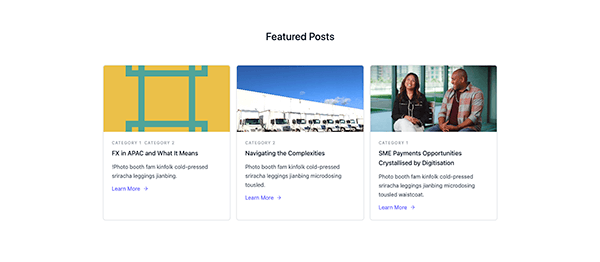 Featured Posts
CATEGORY 1 CATEGORY 2
FX in APAC and What It Means
!Photo booth fam kinfolk cold-pressed
sriracha leggings jianbing.
Learn More →
CATEGORY 2
Navigating the Complexities
Photo booth fam kinfolk cold-pressed
sriracha leggings jianbing microdosing
tousled.
Learn More →
CATEGORY 1
SME Payments Opportunities
Crystallised by Digitisation
Photo booth fam kinfolk cold-pressed
sriracha leggings jianbing microdosing
tousled waistcoat.
Learn More →